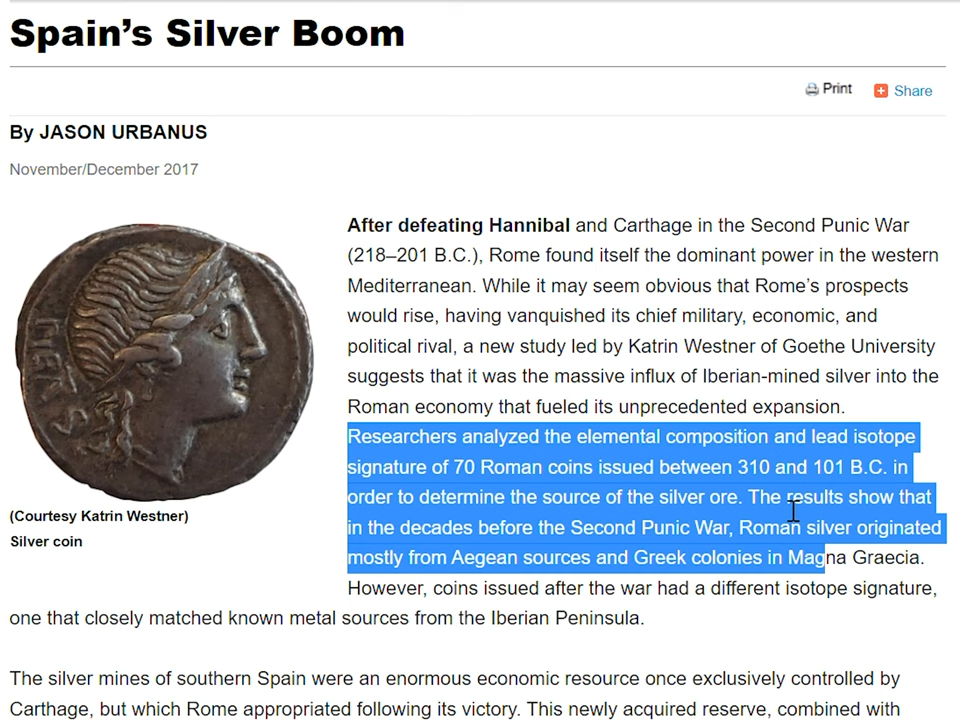 Spain's Silver Boom
Print
Share
By JASON URBANUS
November/December 2017
After defeating Hannibal and Carthage in the Second Punic War
(218–201 B.C.), Rome found itself the dominant power in the western
Mediterranean. While it may seem obvious that Rome's prospects
would rise, having vanquished its chief military, economic, and
political rival, a new study led by Katrin Westner of Goethe University
suggests that it was the massive influx of Iberian-mined silver into the
Roman economy that fueled its unprecedented expansion.
Researchers analyzed the elemental composition and lead isotope
signature of 70 Roman coins issued between 310 and 101 B.C. in
order to determine the source of the silver ore. The results show that
in the decades before the Second Punic War, Roman silver originated
mostly from Aegean sources and Greek colonies in Magna Graecia.
However, coins issued after the war had a different isotope signature,
one that closely matched known metal sources from the Iberian Peninsula.
(Courtesy Katrin Westner)
Silver coin
The silver mines of southern Spain were an enormous economic resource once exclusively controlled by
Carthage, but which Rome appropriated following its victory. This newly acquired reserve, combined with